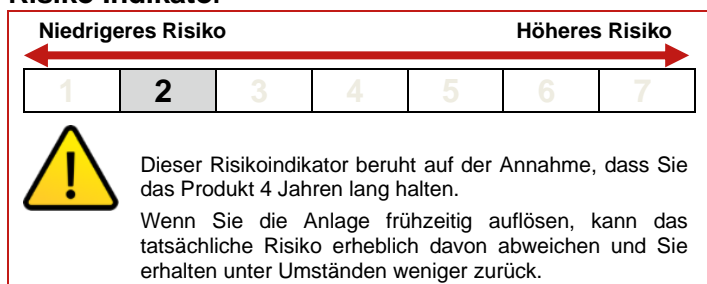 Risiko-Indikator
Niedrigeres Risiko Höheres Risiko
1 2 3 4 5 6 7
Dieser Risikoindikator beruht auf der Annahme, dass Sie
das Produkt 4 Jahren lang halten.
Wenn Sie die Anlage frühzeitig auflösen, kann das
tatsächliche Risiko erheblich davon abweichen und Sie
erhalten unter Umständen weniger zurück.